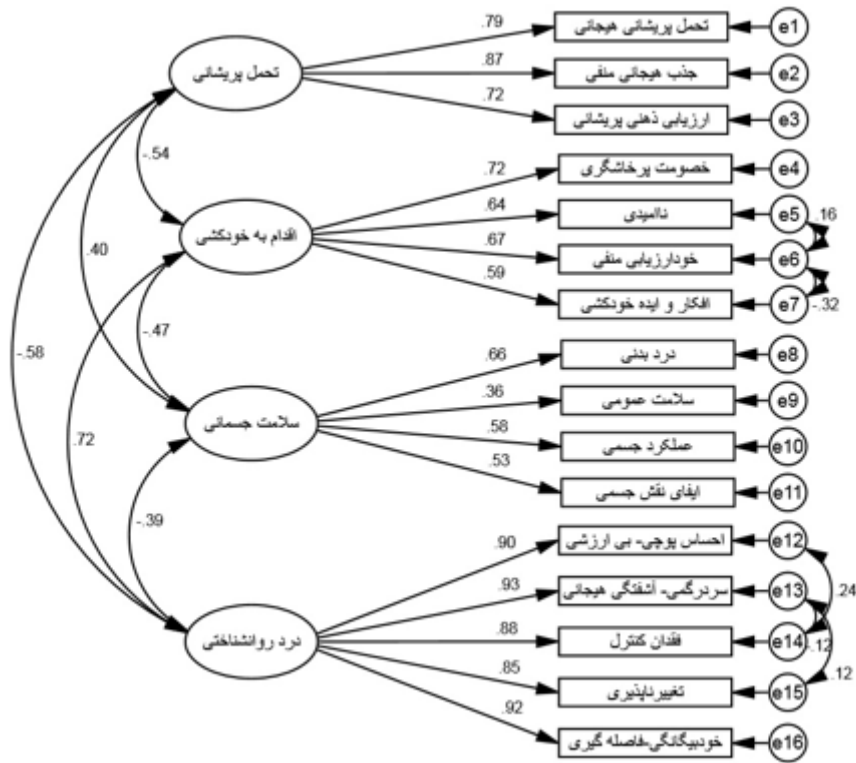 تحمل پریشانی
.79
تحمل پریشانی هیجانی
e1
.87
جذب هیجانی منفی
e2
.72
ارزیابی ذهنی پریشانی
e3
-.54
اقدام به خودکشی
.72
خصومت پرخاشگری
e4
.64
ناامیدی
e5
.16
.67
خودارزیابی منفی
e6
.59
افکار و ایده خودکشی
e7
-.32
.40
-.47
-.58
سلامت جسمانی
.66
درد بدنی
e8
.36
سلامت عمومی
e9
.58
عملکرد جسمی
e10
.53
ایفای نقش جسمی
e11
.72
-.39
درد روانشناختی
.90
احساس پوچی- بی ارزشی
e12
.93
سردرگمی- آشفتگی هیجانی
e13
.24
.88
فقدان کنترل
e14
-.12
.85
تغییرناپذیری
e15
.12
.92
خودبیگانگی-فاصله گیری
e16